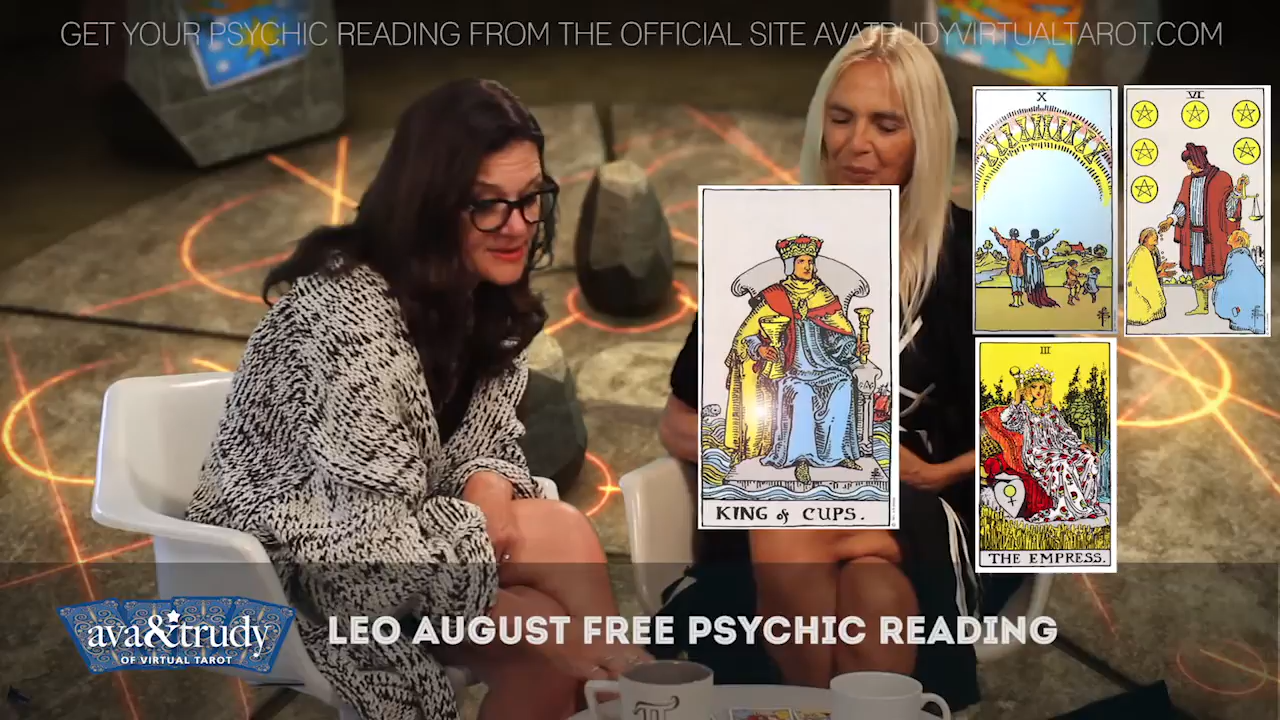 GET YOUR PSYCHIC READING FROM THE OFFICIAL SITE AVATRUDYVIRTUALTAROT.COM
X
VI
III
KING of CUPS.
THE EMPRESS.
ava&trudy
OF VIRTUAL TAROT
LEO AUGUST FREE PSYCHIC READING